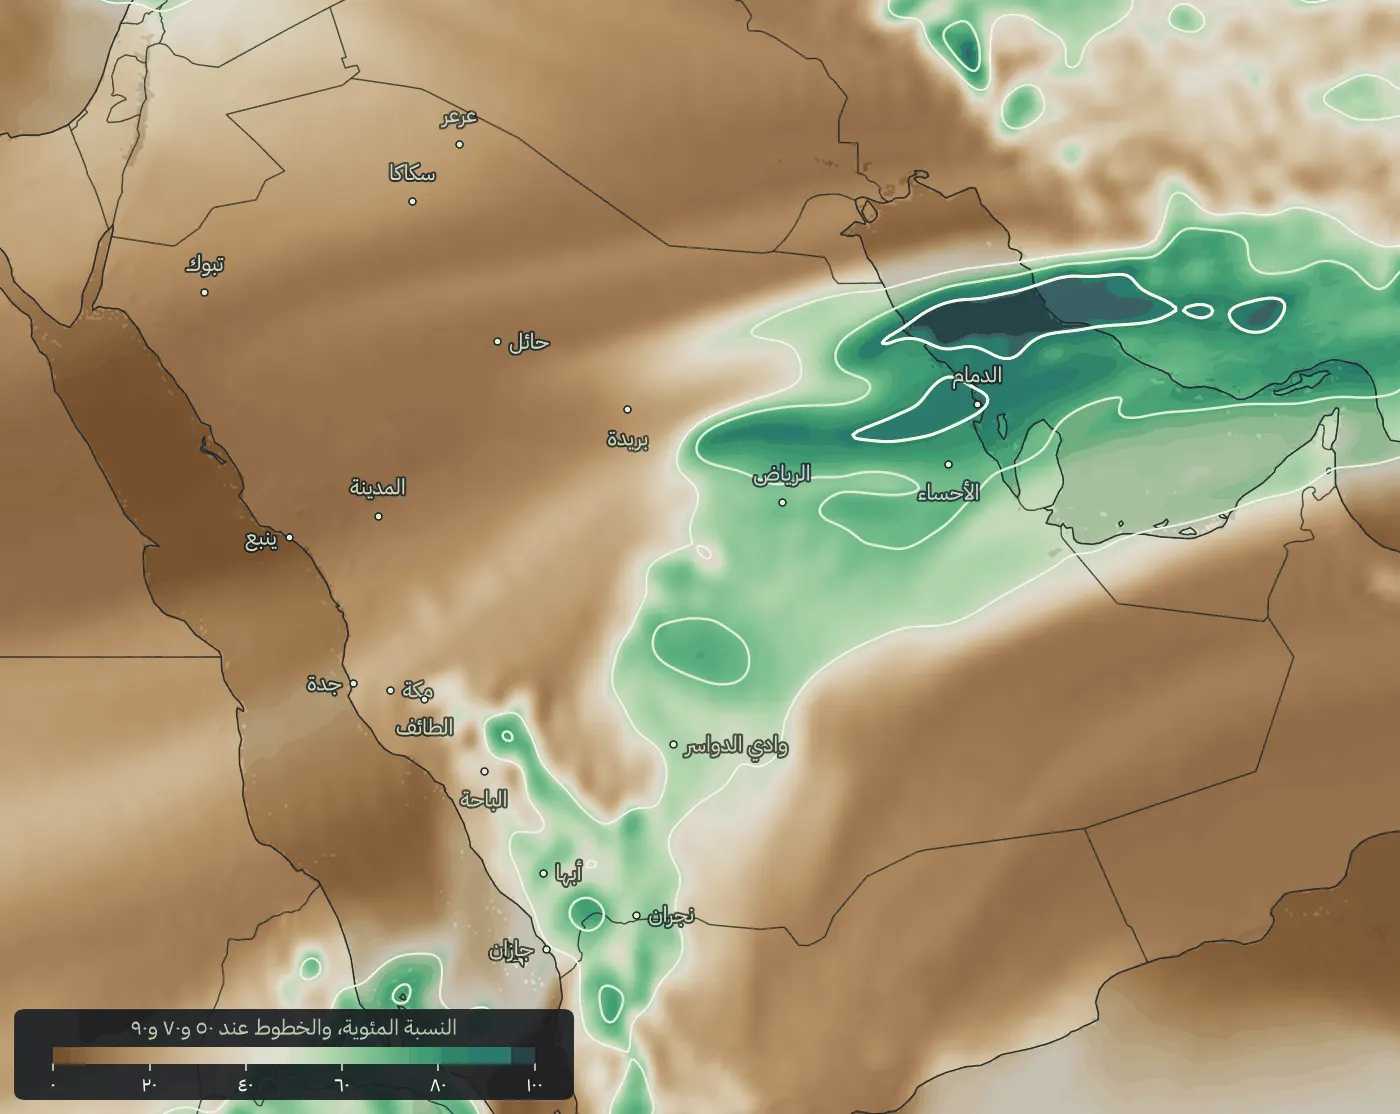 عرعر
سكاكا
تبوك
حائل
الدمام
بريدة
الرياض
الأحساء
المدينة
ينبع
جدة
مكة
الطائف
وادي الدواسر
الباحة
أبها
نجران
جازان
النسبة المئوية، والخطوط عند ٥٠ و٧٠ و٩٠
٠ ٢٠ ٤٠ ٦٠ ٨٠ ١٠٠